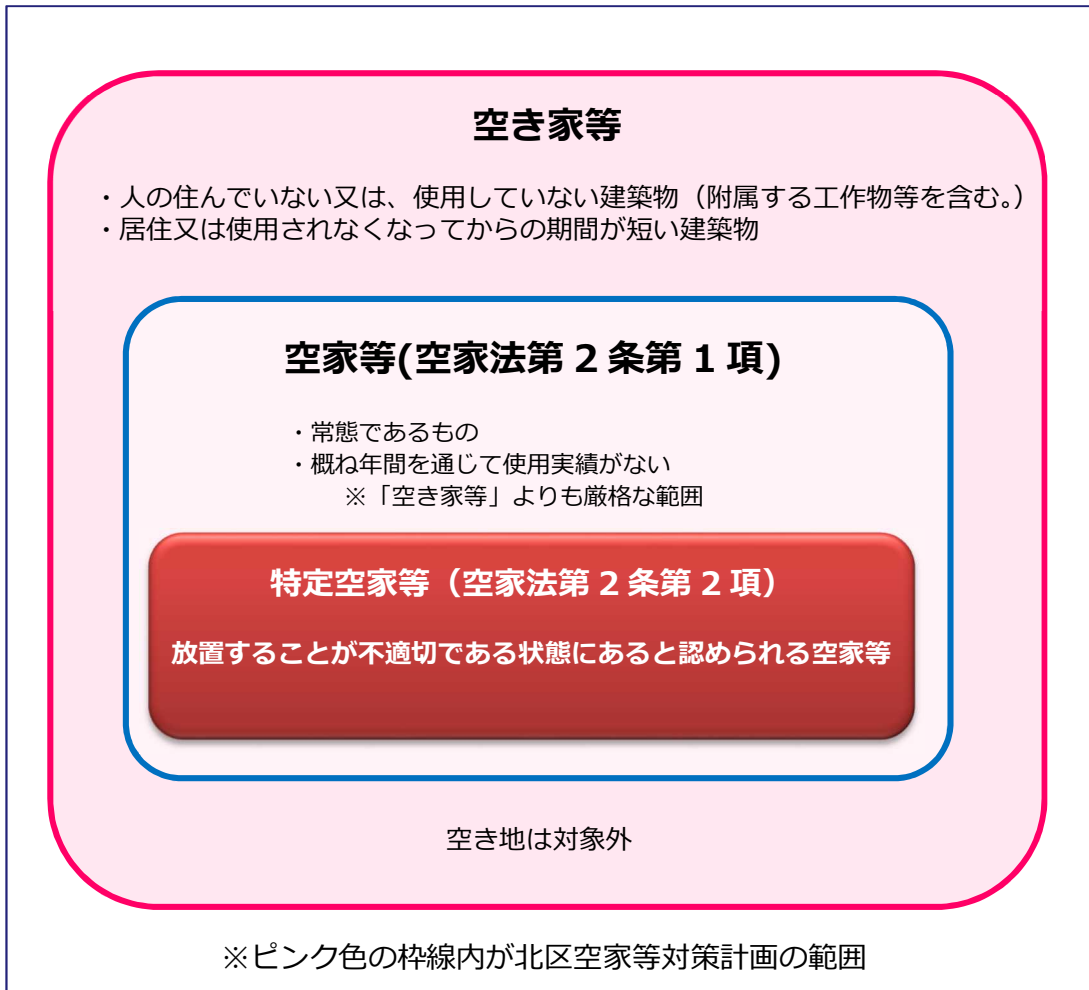 空き家等
・人の住んでいない又は、使用していない建築物（附属する工作物等を含む。）
・居住又は使用されなくなってからの期間が短い建築物
空家等(空家法第 2 条第 1 項)
・常態であるもの
・概ね年間を通じて使用実績がない
※「空き家等」よりも厳格な範囲
特定空家等（空家法第 2 条第 2 項）
放置することが不適切である状態にあると認められる空家等
空き地は対象外
※ピンク色の枠線内が北区空家等対策計画の範囲